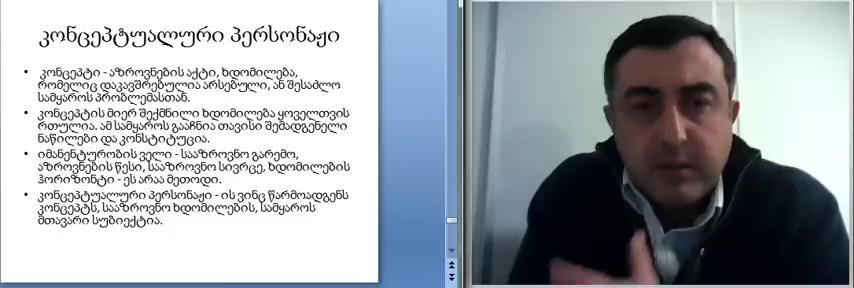 კონცეპტუალური პერსონაჟი
კონცეპტი - აზროვნების აქტი, ხდომილება,
რომელიც დაკავშრებულია არსებული, ან შესაძლო
სამყაროს პრობლემასთან.
კონცეპტის მიერ შექმნილი ხდომილება ყოველთვის
რთულია. ამ სამყაროს გააჩნია თავისი შემადგენელი
ნაწილები და კონსტიტუცია.
იმანენტურობის ველი - სააზროვნო გარემო,
აზროვნების წესი, სააზროვნო სივრცე, ხდომილების
ჰორიზონტი - ეს არაა მეთოდი.
კონცეპტუალური პერსონაჟი - ის ვინც წარმოადგენს
კონცეპტს, სააზროვნო ხდომილების, სამყაროს
მთავარი სუბიექტია.